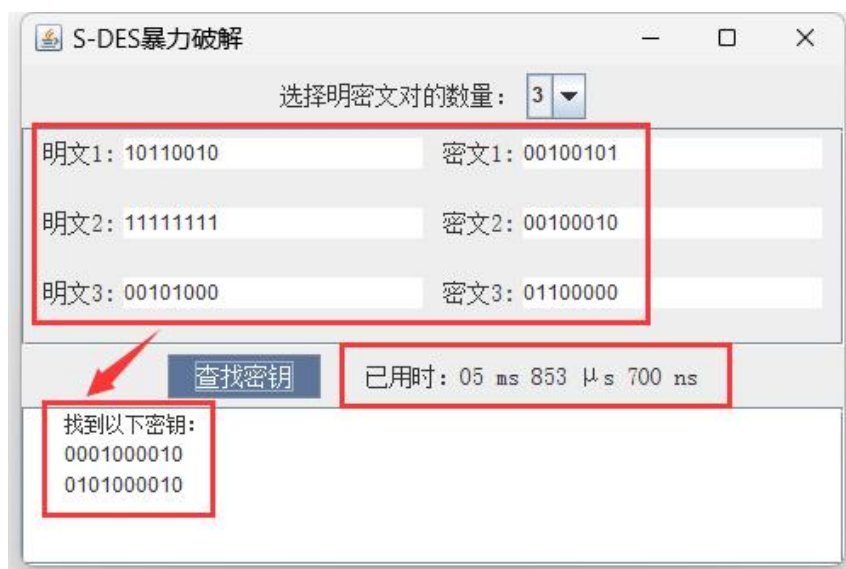 S-DES暴力破解
选择明密文对的数量： 3
明文1: 10110010 密文1: 00100101
明文2: 11111111 密文2: 00100010
明文3: 00101000 密文3: 01100000
查找密钥 已用时：05 ms 853 μs 700 ns
找到以下密钥：
0001000010
0101000010